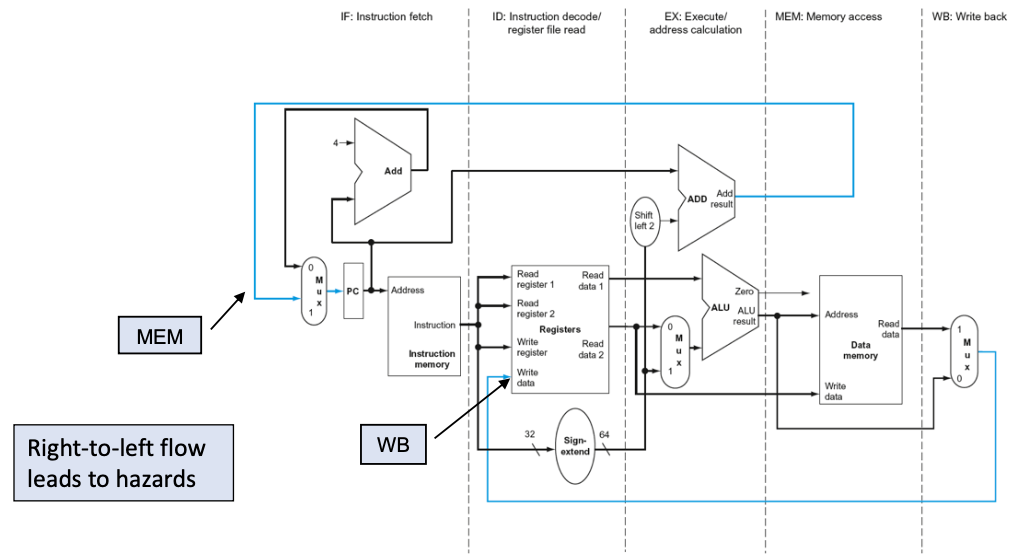 IF: Instruction fetch
ID: Instruction decode/
register file read
EX: Execute/
address calculation
MEM: Memory access
WB: Write back
4
Add
ADD
Add
result
Shift
left 2
0
M
u
x
1
PC
Address
Instruction
Instruction
memory
Read
register 1
Read
register 2
Write
register
Write
data
Registers
Read
data 1
Read
data 2
0
M
u
x
1
Zero
ALU
ALU
result
Address
Read
data
Data
memory
Write
data
1
M
u
x
0
MEM
WB
32
Sign-
extend
64
Right-to-left flow
leads to hazards